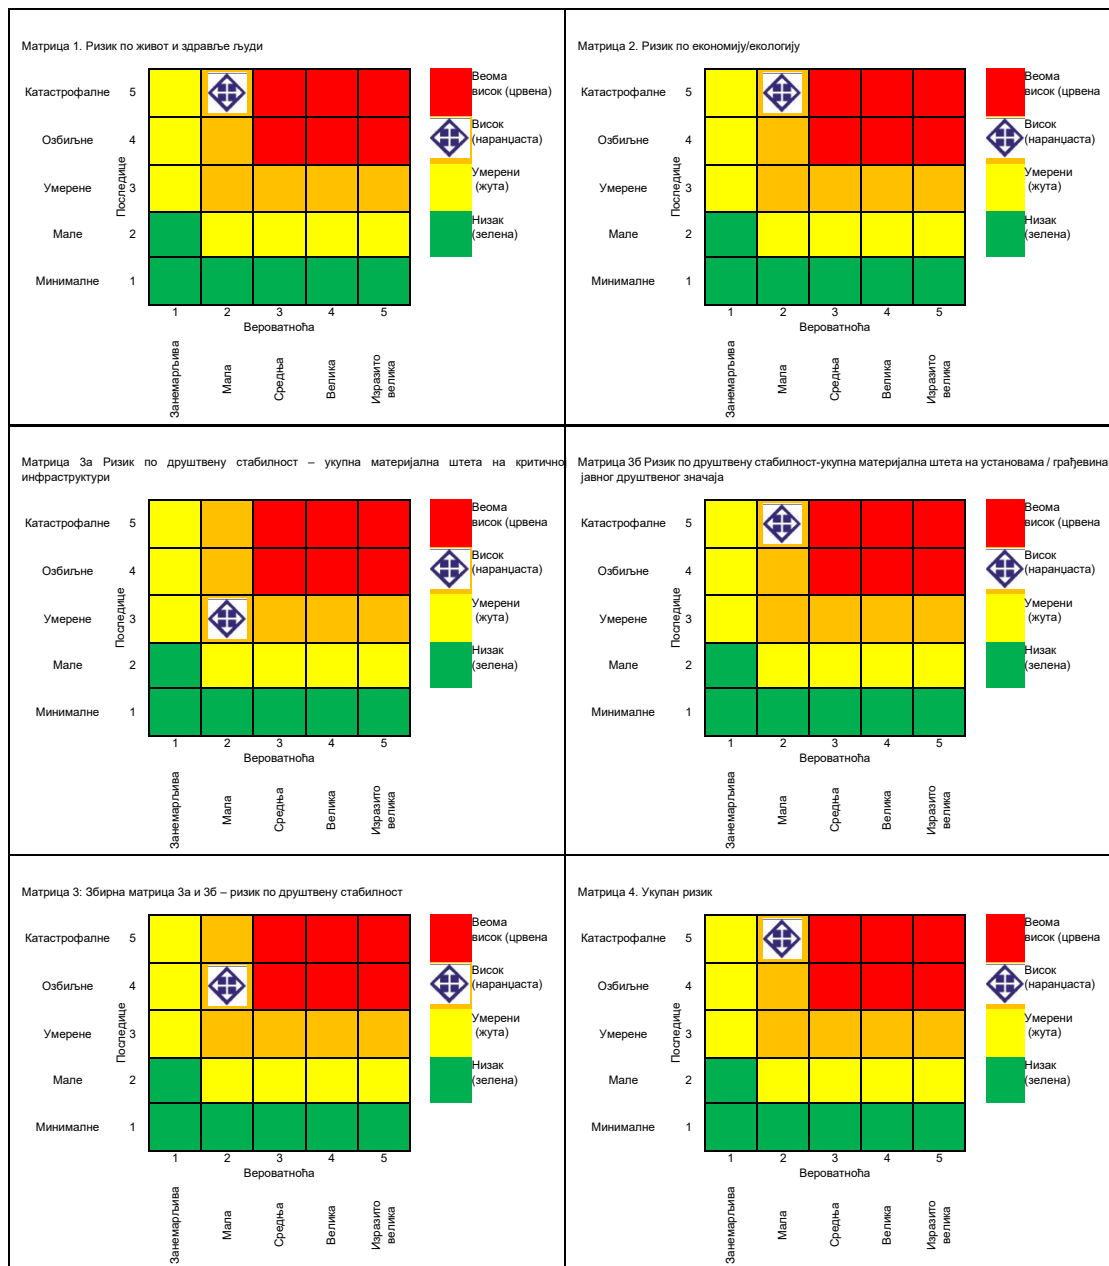 Матрица 1. Ризик по живот и здравље људи
Катастрофалне 5
Озбиљне 4
Умерене 3
Мале 2
Минималне 1
Последице
1 2 3 4 5
Вероватноћа
Занемарљива
Мала
Средња
Велика
Изразито
велика
Веома
висок (црвена)
Висок
(наранџаста)
Умерени
(жута)
Низак
(зелена)
Матрица 2. Ризик по економију/екологију
Катастрофалне 5
Озбиљне 4
Умерене 3
Мале 2
Минималне 1
Последице
1 2 3 4 5
Вероватноћа
Занемарљива
Мала
Средња
Велика
Изразито
велика
Веома
висок (црвена
Висок
(наранџаста)
Умерени
(жута)
Низак
(зелена)
Матрица 3а Ризик по друштвену стабилност – укупна материјална штета на критично
инфраструктури
Катастрофалне 5
Озбиљне 4
Умерене 3
Мале 2
Минималне 1
Последице
1 2 3 4 5
Вероватноћа
Занемарљива
Мала
Средња
Велика
Изразито
велика
Веома
висок (црвена
Висок
(наранџаста)
Умерени
(жута)
Низак
(зелена)
Матрица 3б Ризик по друштвену стабилност-укупна материјална штета на установама / грађевина
јавног друштвеног значаја
Катастрофалне 5
Озбиљне 4
Умерене 3
Мале 2
Минималне 1
Последице
1 2 3 4 5
Вероватноћа
Занемарљива
Мала
Средња
Велика
Изразито
велика
Веома
висок (црвена
Висок
(наранџаста)
Умерени
(жута)
Низак
(зелена)
Матрица 3: Збирна матрица 3а и 3б – ризик по друштвену стабилност
Катастрофалне 5
Озбиљне 4
Умерене 3
Мале 2
Минималне 1
Последице
1 2 3 4 5
Вероватноћа
Занемарљива
Мала
Средња
Велика
Изразито
велика
Веома
висок (црвена
Висок
(наранџаста)
Умерени
(жута)
Низак
(зелена)
Матрица 4. Укупан ризик
Катастрофалне 5
Озбиљне 4
Умерене 3
Мале 2
Минималне 1
Последице
1 2 3 4 5
Вероватноћа
Занемарљива
Мала
Средња
Велика
Изразито
велика
Веома
висок (црвена
Висок
(наранџаста)
Умерени
(жута)
Низак
(зелена)